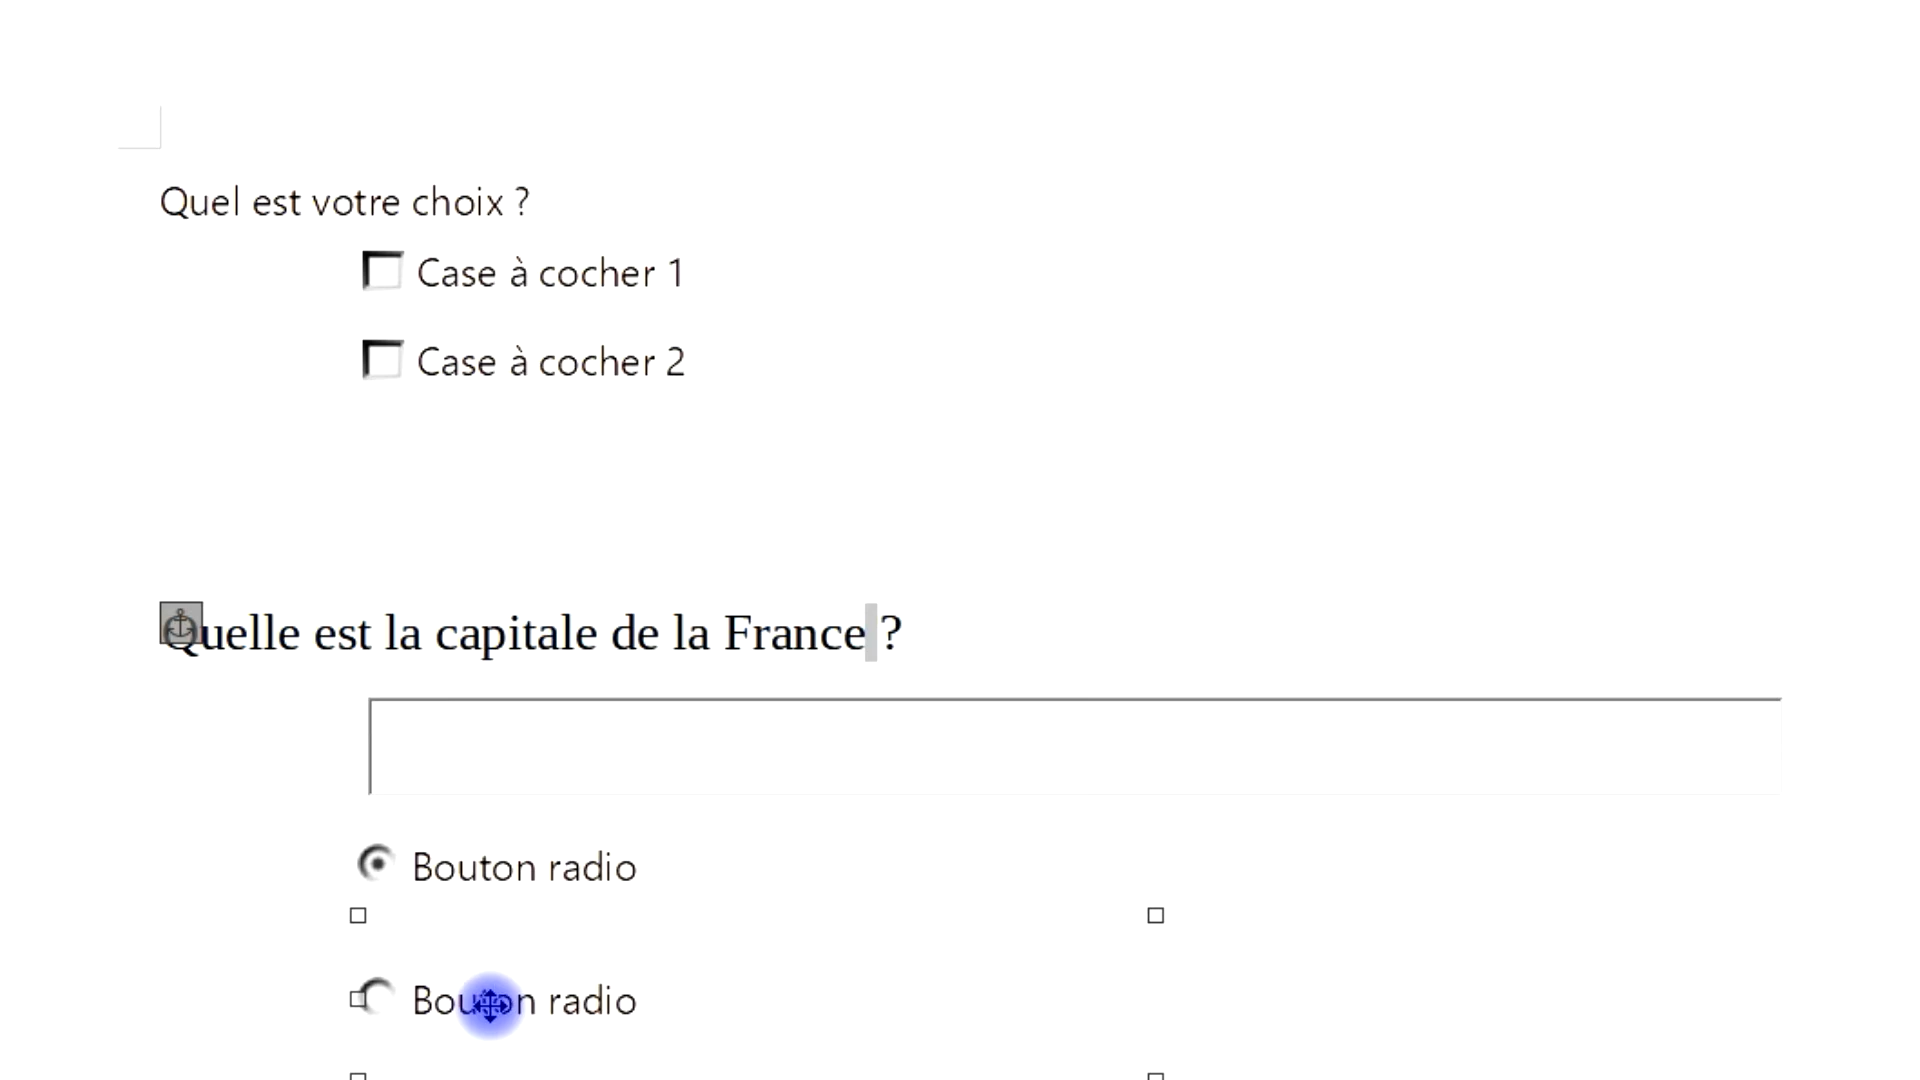 Quel est votre choix ?
Case à cocher 1
Case à cocher 2
Quelle est la capitale de la France ?
Bouton radio
Bouton radio